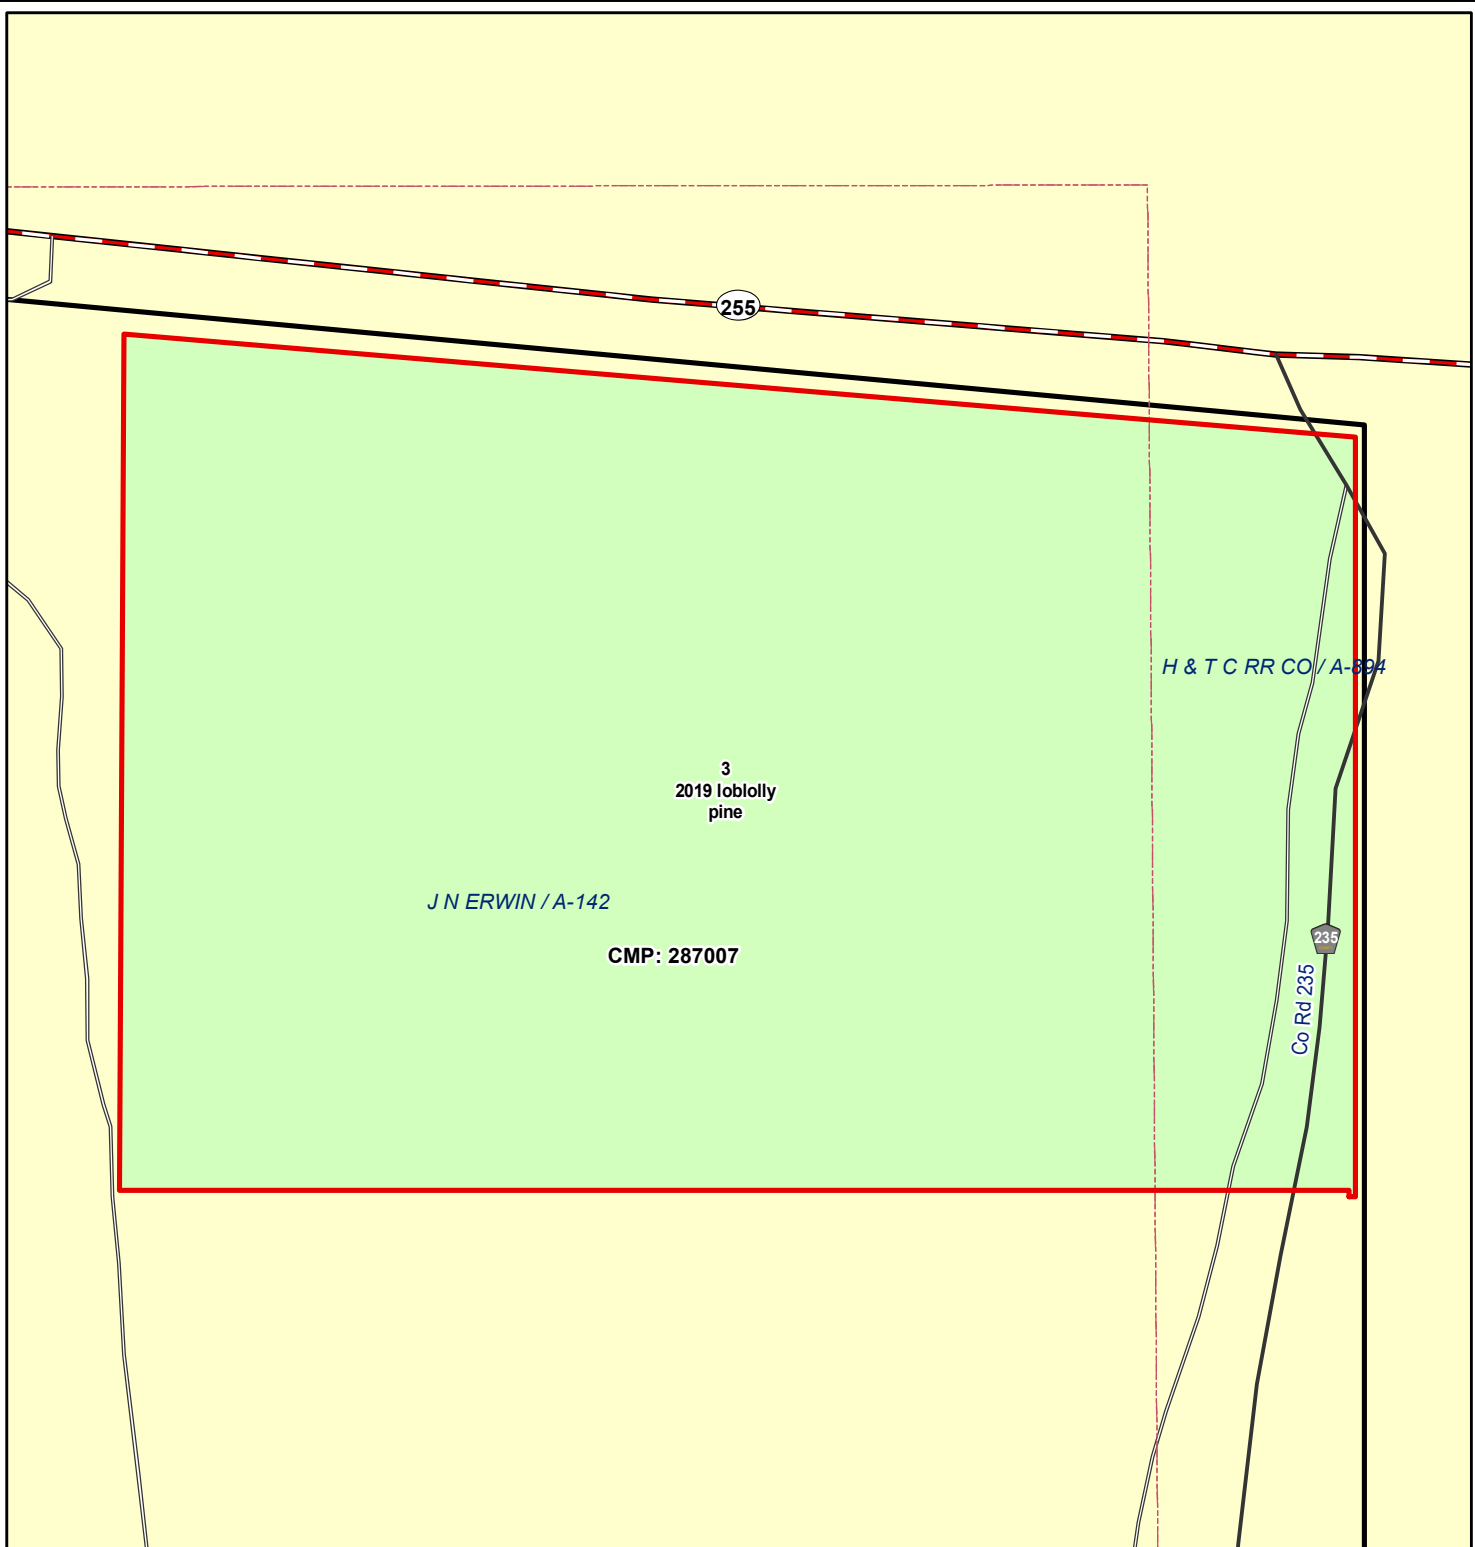 255
H & T C RR CO / A-894
3
2019 loblolly
pine
J N ERWIN / A-142
CMP: 287007
235
Co Rd 235